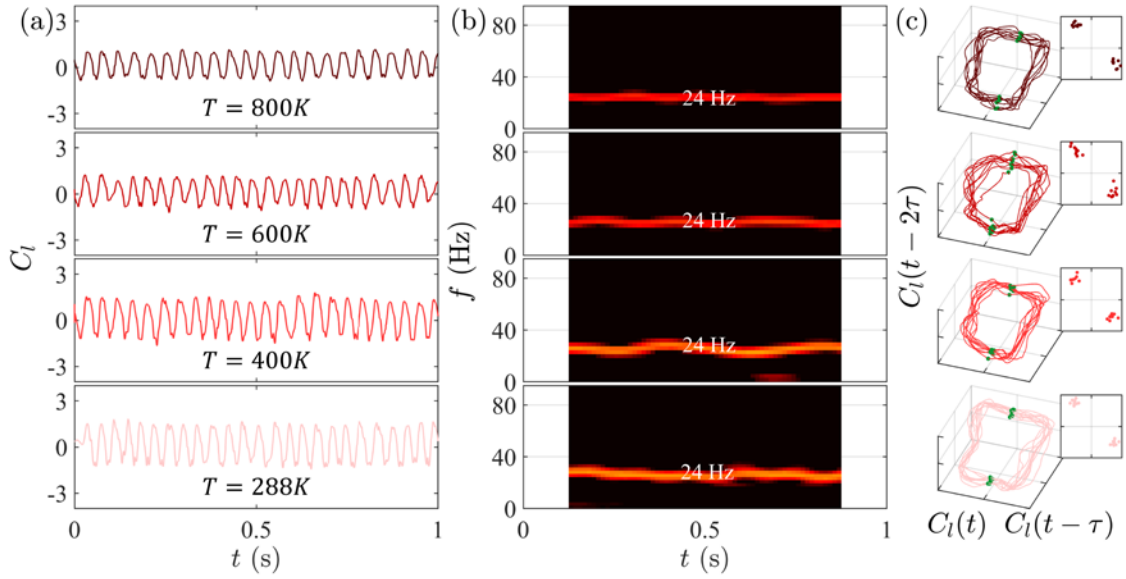 (a)
3
0
-3
T = 800K
3
0
-3
T = 600K
3
0
-3
T = 400K
3
0
-3
T = 288K
C_l
0
0.5
1
t (s)
(b)
80
40
0
24 Hz
80
40
0
24 Hz
80
40
0
24 Hz
80
40
0
24 Hz
f (Hz)
0
0.5
1
t (s)
(c)
C_l(t − 2τ)
C_l(t)
C_l(t − τ)